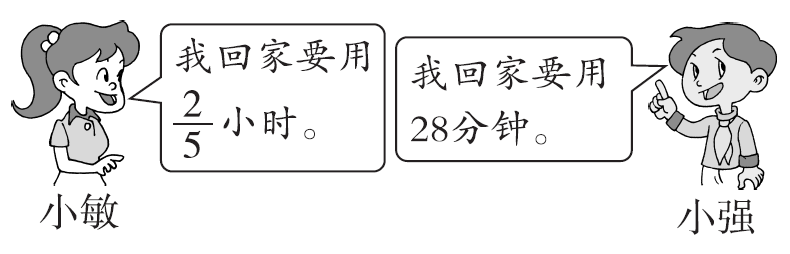 我回家要用
2/5 小时。
我回家要用
28分钟。
小敏
小强